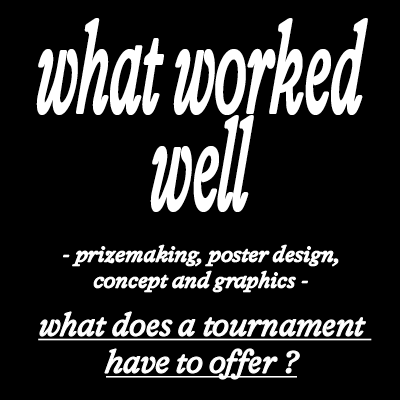 what worked
well
- prizemaking, poster design,
concept and graphics -
what does a tournament
have to offer ?